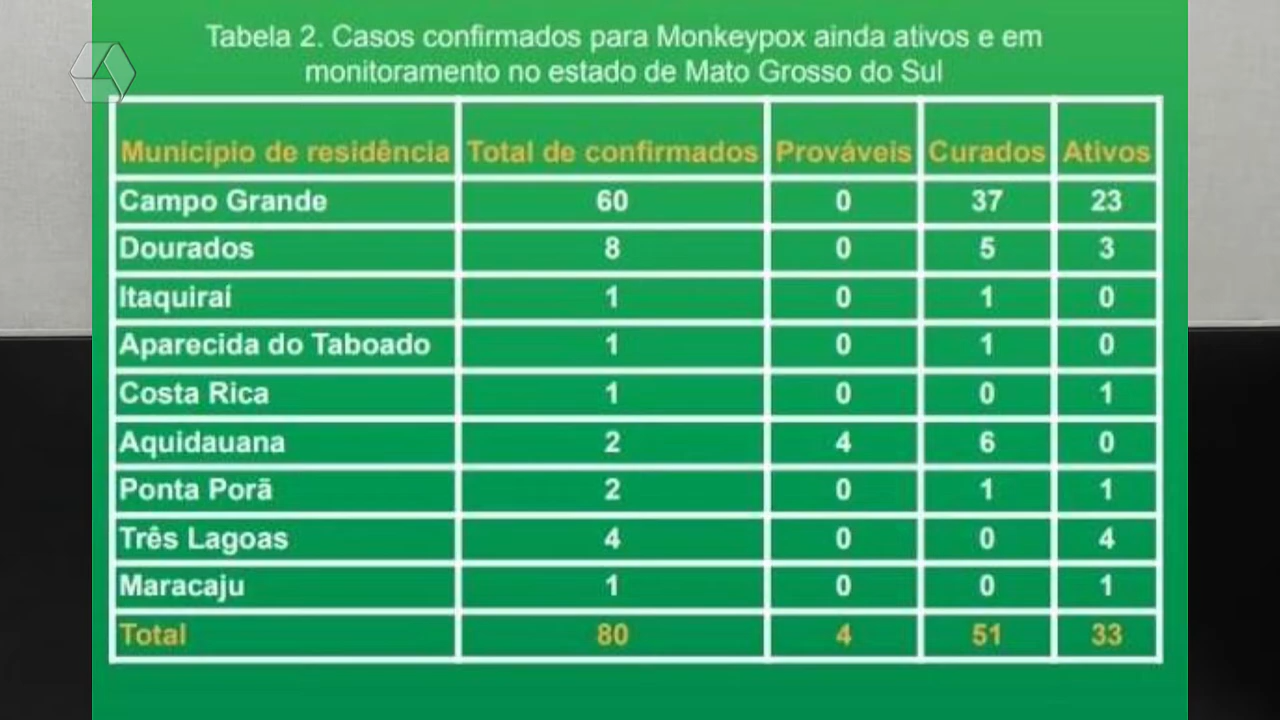 Tabela 2. Casos confirmados para Monkeypox ainda ativos e em
monitoramento no estado de Mato Grosso do Sul
Município de residência Total de confirmados Prováveis Curados Ativos
Campo Grande 60 0 37 23
Dourados 8 0 5 3
Itaquiraí 1 0 1 0
Aparecida do Taboado 1 0 1 0
Costa Rica 1 0 0 1
Aquidauana 2 4 6 0
Ponta Porã 2 0 1 1
Três Lagoas 4 0 0 4
Maracaju 1 0 0 1
Total 80 4 51 33